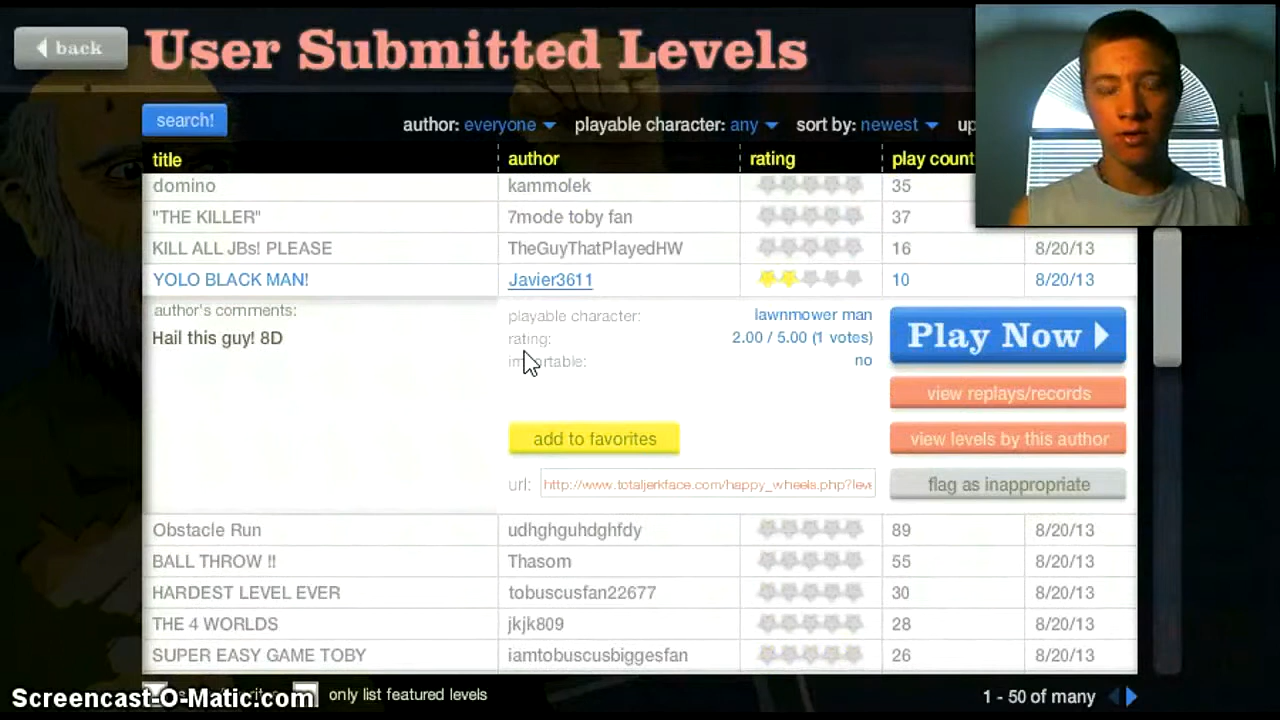 back
User Submitted Levels
search!
author: everyone playable character: any sort by: newest up
title author rating play count
domino kammolek 35
"THE KILLER" 7mode toby fan 37
KILL ALL JBs! PLEASE TheGuyThatPlayedHW 16 8/20/13
YOLO BLACK MAN! Javier3611 10 8/20/13
author's comments:
Hail this guy! 8D
playable character: lawnmower man
rating: 2.00 / 5.00 (1 votes)
importable: no
Play Now
view replays/records
add to favorites
view levels by this author
url: http://www.totaljerkface.com/happy_wheels.php?leve
flag as inappropriate
Obstacle Run udhghguhdghfdy 89 8/20/13
BALL THROW !! Thasom 55 8/20/13
HARDEST LEVEL EVER tobuscusfan22677 30 8/20/13
THE 4 WORLDS jkjk809 28 8/20/13
SUPER EASY GAME TOBY iamtobuscusbiggesfan 26 8/20/13
Screencast-O-Matic.com only list featured levels 1 - 50 of many